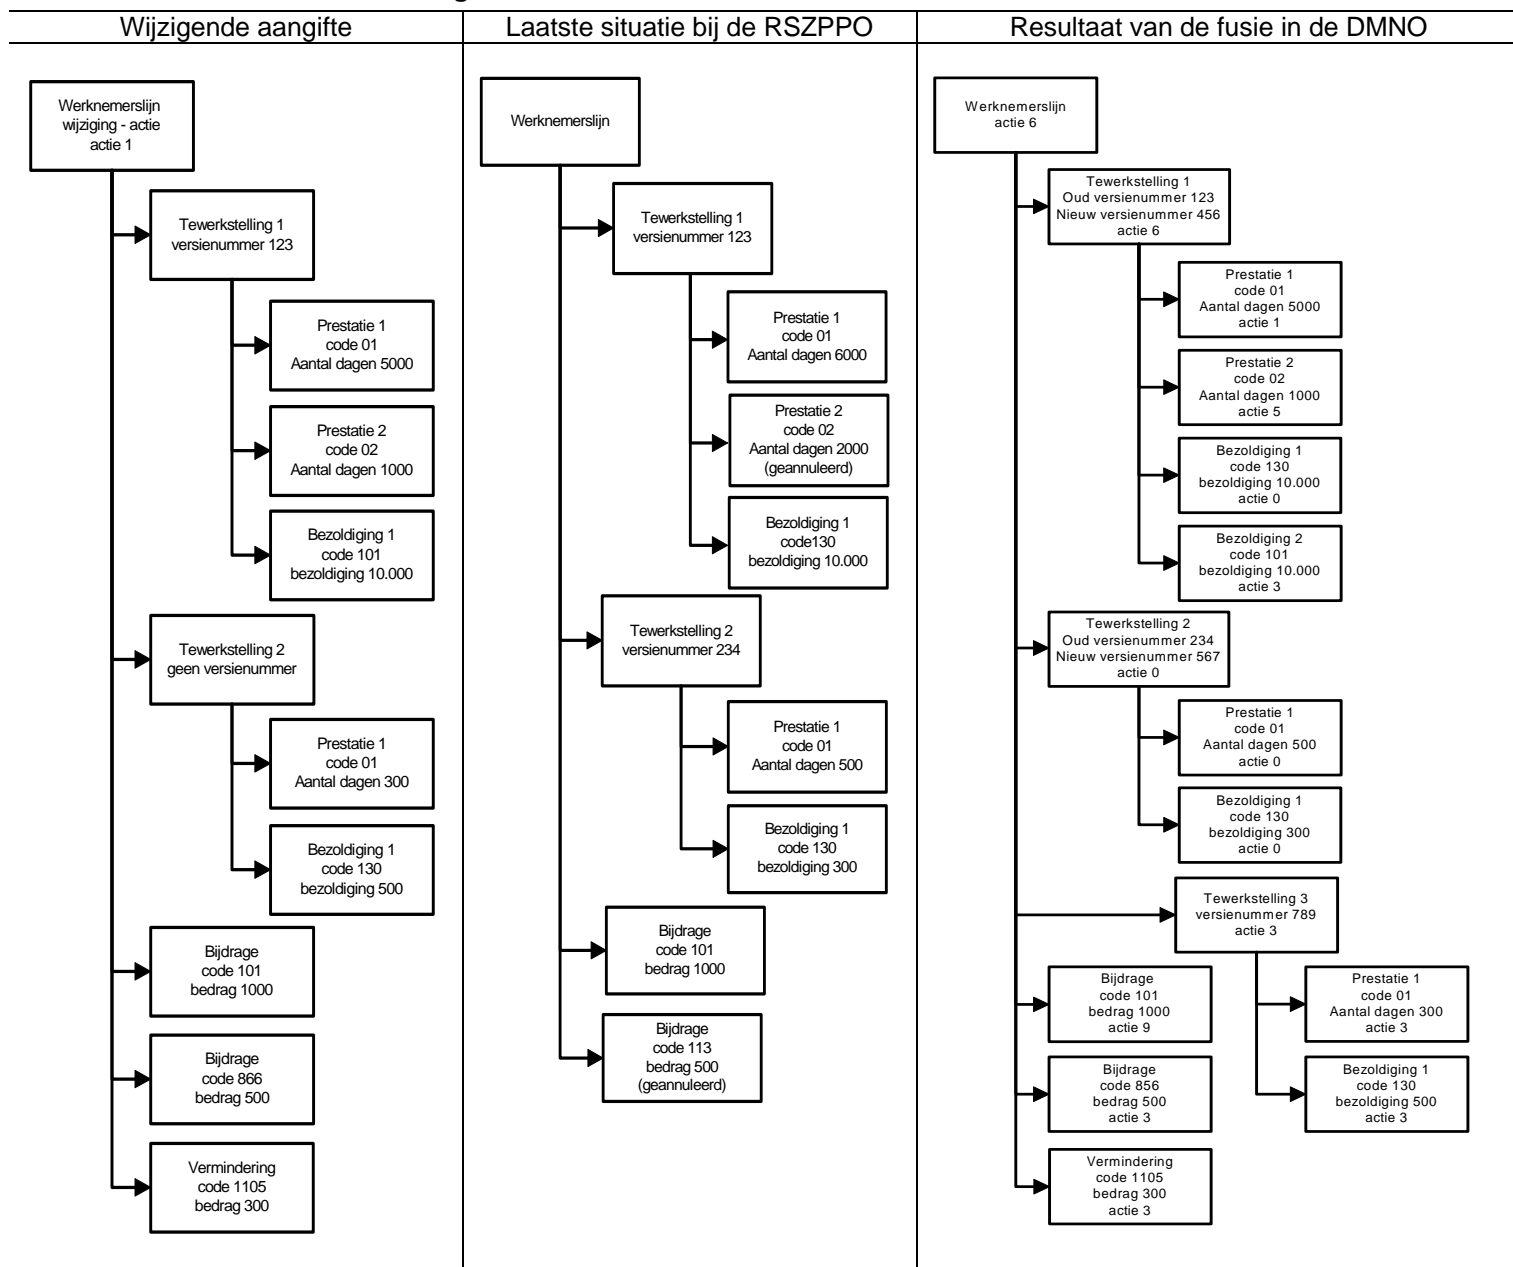 Wijzigende aangifte
Werknemerslijn
wijziging - actie
actie 1
Tewerkstelling 1
versienummer 123
Prestatie 1
code 01
Aantal dagen 5000
Prestatie 2
code 02
Aantal dagen 1000
Bezoldiging 1
code 101
bezoldiging 10.000
Tewerkstelling 2
geen versienummer
Prestatie 1
code 01
Aantal dagen 300
Bezoldiging 1
code 130
bezoldiging 500
Bijdrage
code 101
bedrag 1000
Bijdrage
code 866
bedrag 500
Vermindering
code 1105
bedrag 300
Laatste situatie bij de RSZPPO
Werknemerslijn
Tewerkstelling 1
versienummer 123
Prestatie 1
code 01
Aantal dagen 6000
Prestatie 2
code 02
Aantal dagen 2000
(geannuleerd)
Bezoldiging 1
code130
bezoldiging 10.000
Tewerkstelling 2
versienummer 234
Prestatie 1
code 01
Aantal dagen 500
Bezoldiging 1
code 130
bezoldiging 300
Bijdrage
code 101
bedrag 1000
Bijdrage
code 113
bedrag 500
(geannuleerd)
Resultaat van de fusie in de DMNO
Werknemerslijn
actie 6
Tewerkstelling 1
Oud versienummer 123
Nieuw versienummer 456
actie 6
Prestatie 1
code 01
Aantal dagen 5000
actie 1
Prestatie 2
code 02
Aantal dagen 1000
actie 5
Bezoldiging 1
code 130
bezoldiging 10.000
actie 0
Bezoldiging 2
code 101
bezoldiging 10.000
actie 3
Tewerkstelling 2
Oud versienummer 234
Nieuw versienummer 567
actie 0
Prestatie 1
code 01
Aantal dagen 500
actie 0
Bezoldiging 1
code 130
bezoldiging 300
actie 0
Tewerkstelling 3
versienummer 789
actie 3
Prestatie 1
code 01
Aantal dagen 300
actie 3
Bezoldiging 1
code 130
bezoldiging 500
actie 3
Bijdrage
code 101
bedrag 1000
actie 9
Bijdrage
code 856
bedrag 500
actie 3
Vermindering
code 1105
bedrag 300
actie 3